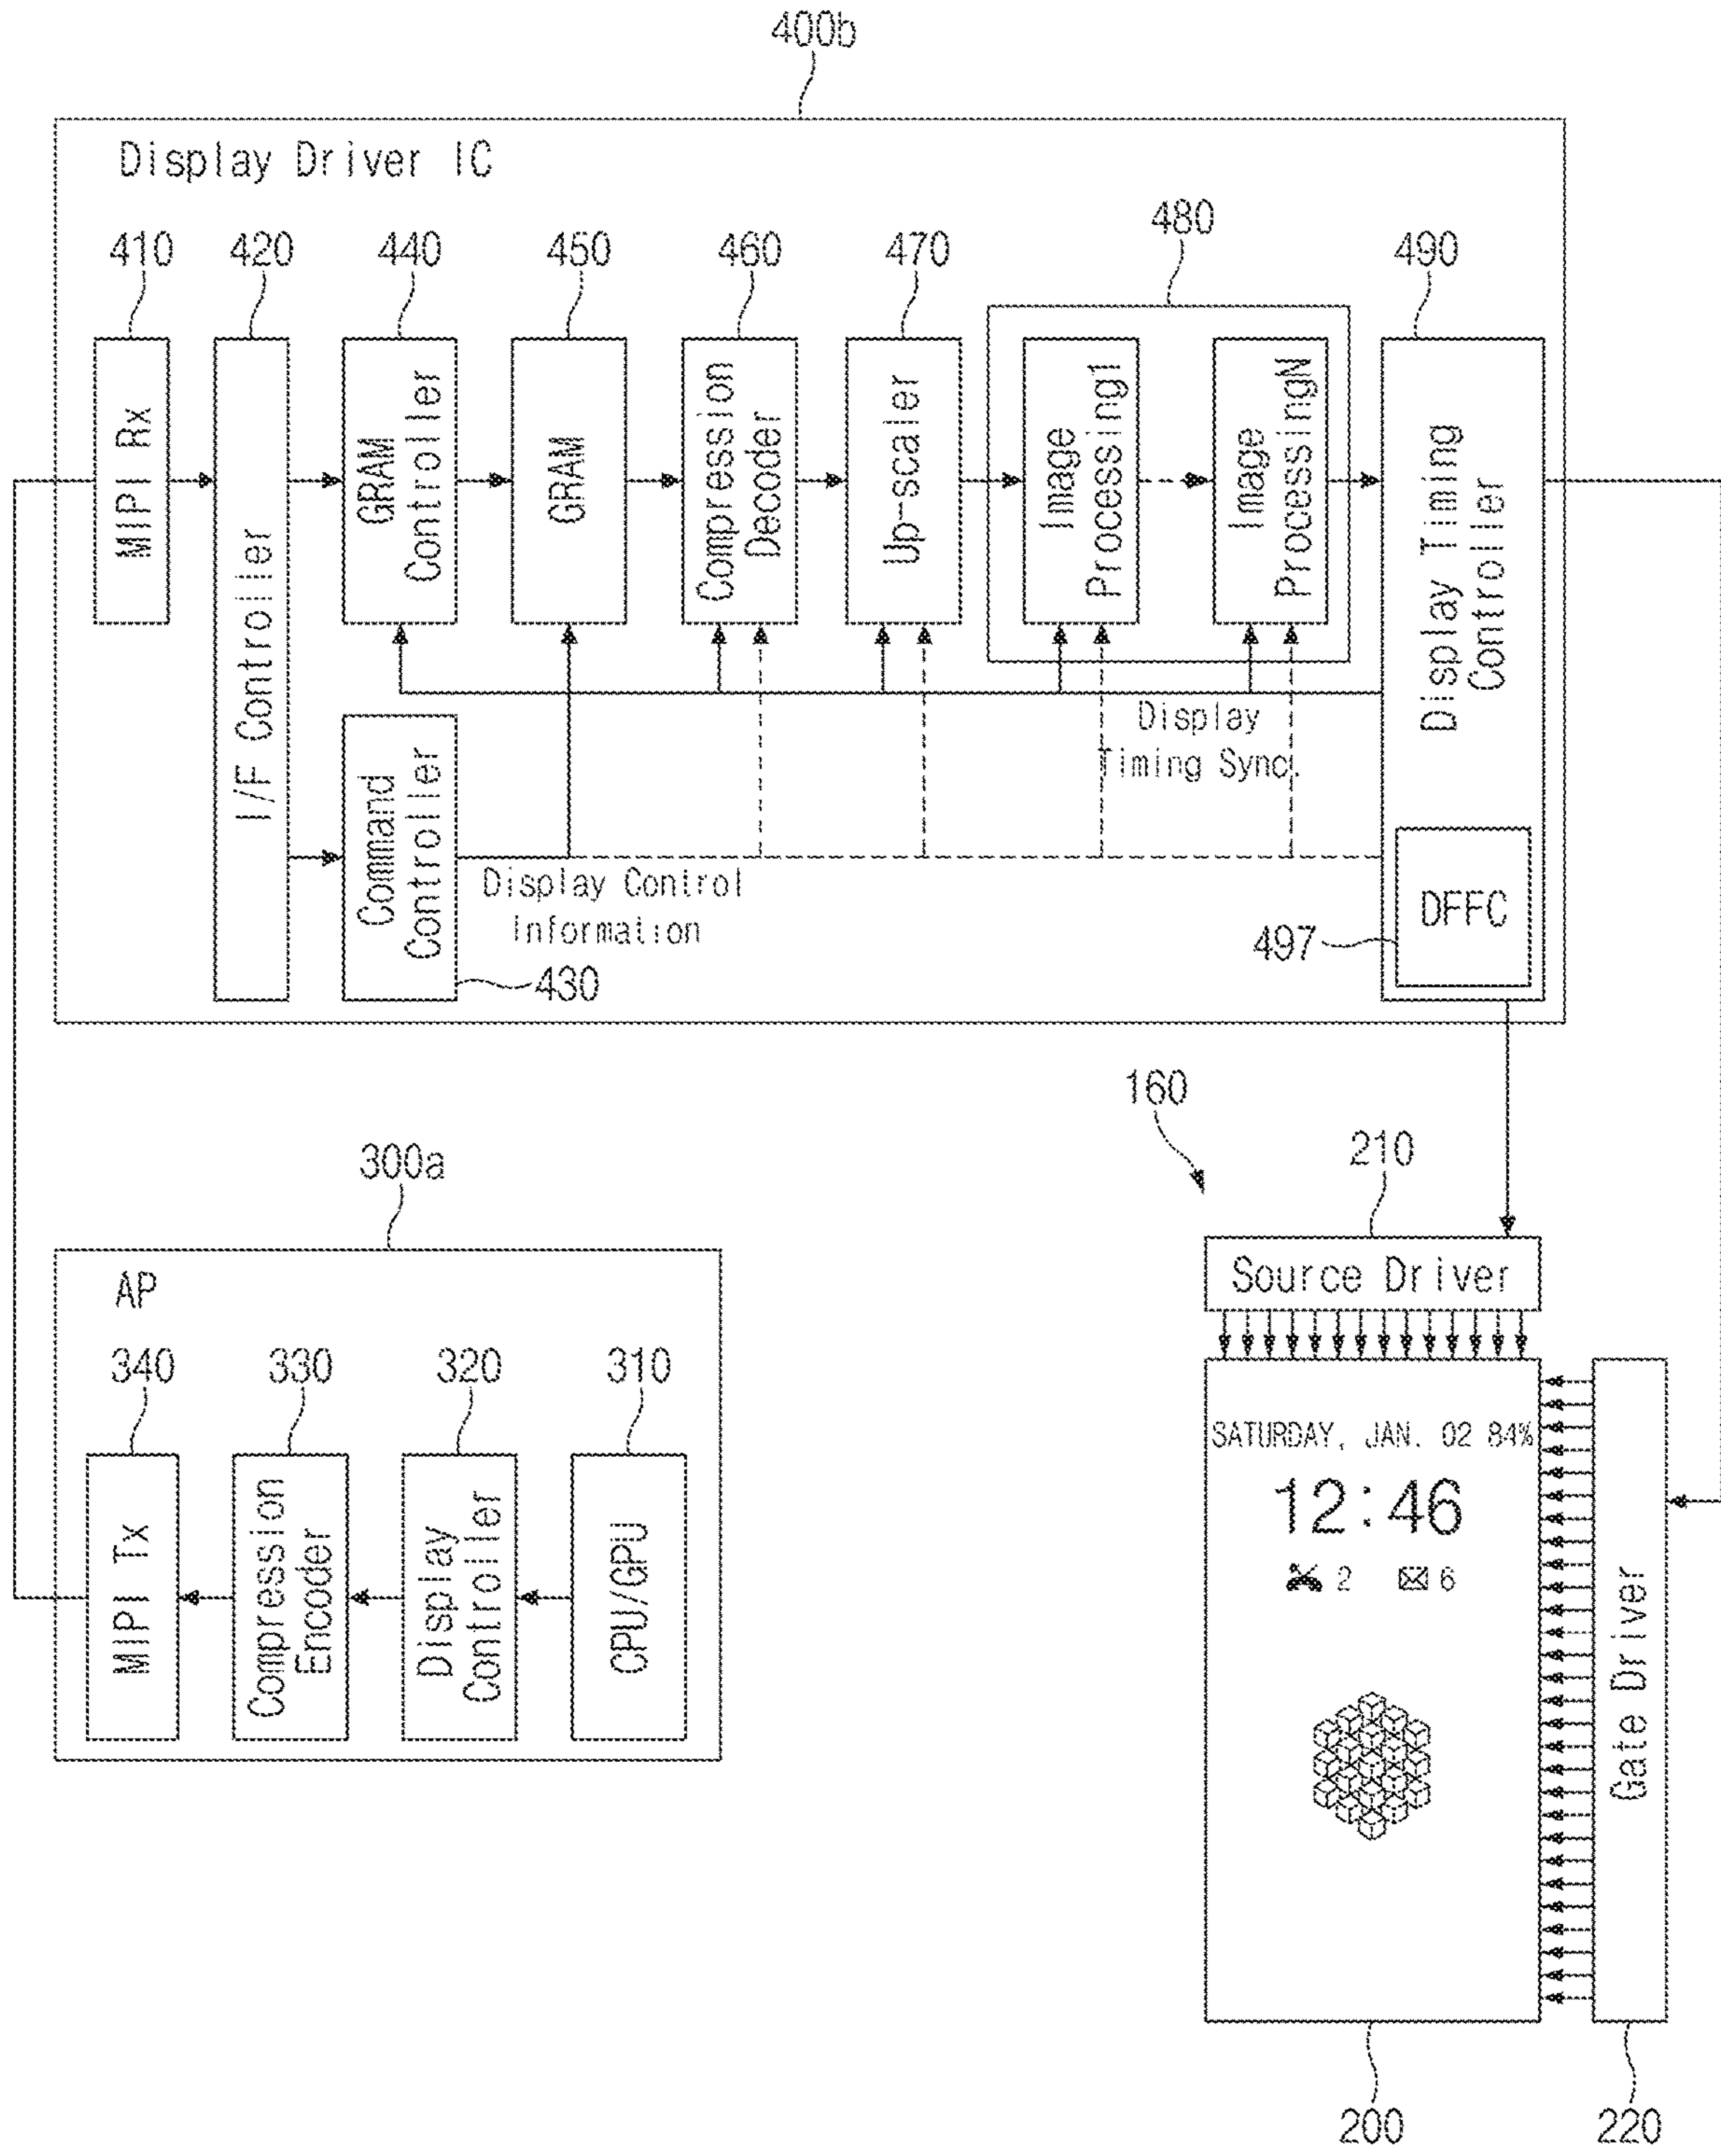 400b
Display Driver IC
410
420
440
450
460
470
480
490
MIPI Rx
I/F Controller
GRAM
Controller
GRAM
Compression
Decoder
Up-scaler
Image
Processing1
Image
ProcessingN
Display Timing
Controller
Display
Timing Sync.
Command
Controller
Display Control
Information
430
DFFC
497
160
300a
210
AP
Source Driver
340
330
320
310
MIPI Tx
Compression
Encoder
Display
Controller
CPU/GPU
SATURDAY, JAN. 02 84%
12:46
2
6
Gate Driver
200
220